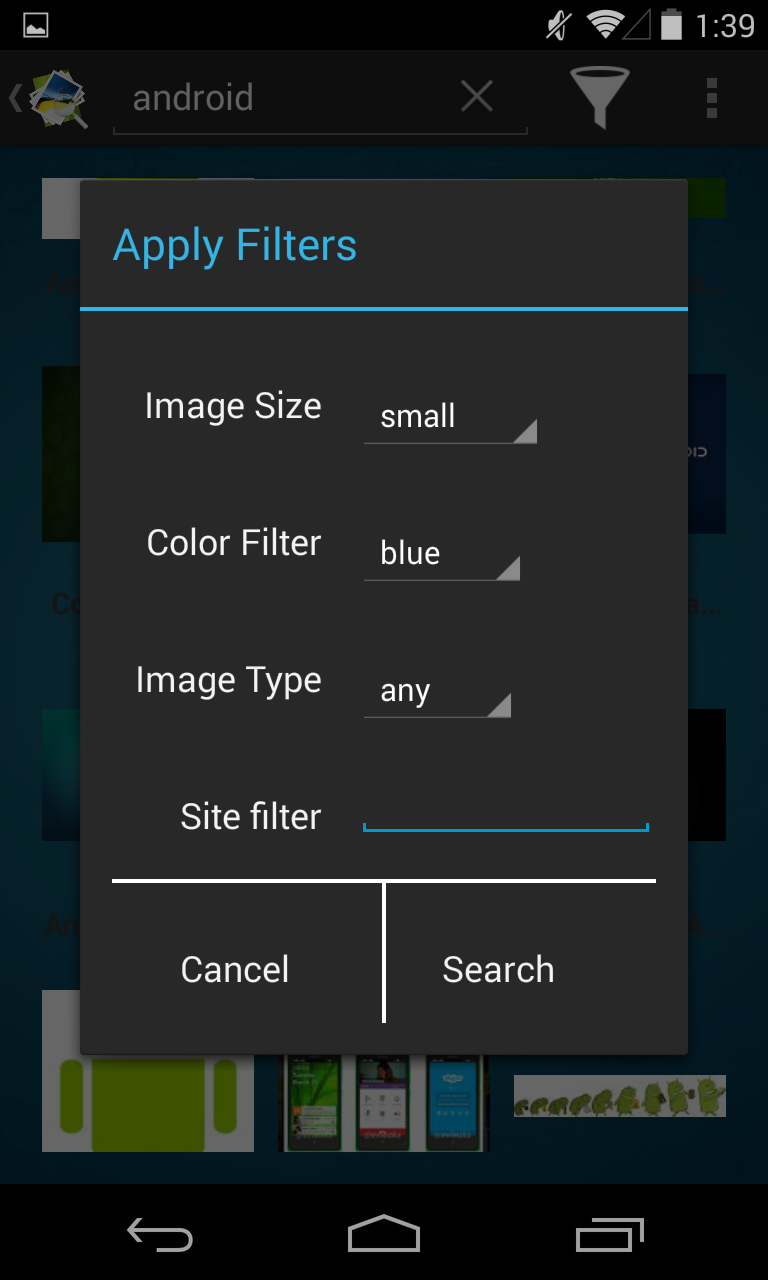 1:39
android
Apply Filters
Image Size small
Color Filter blue
Image Type any
Site filter
Cancel Search